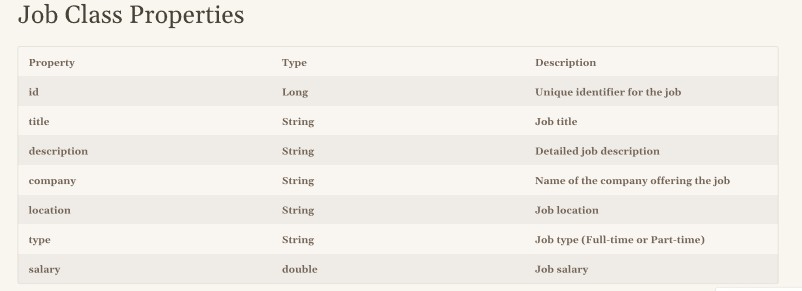 Job Class Properties
Property Type Description
id Long Unique identifier for the job
title String Job title
description String Detailed job description
company String Name of the company offering the job
location String Job location
type String Job type (Full-time or Part-time)
salary double Job salary